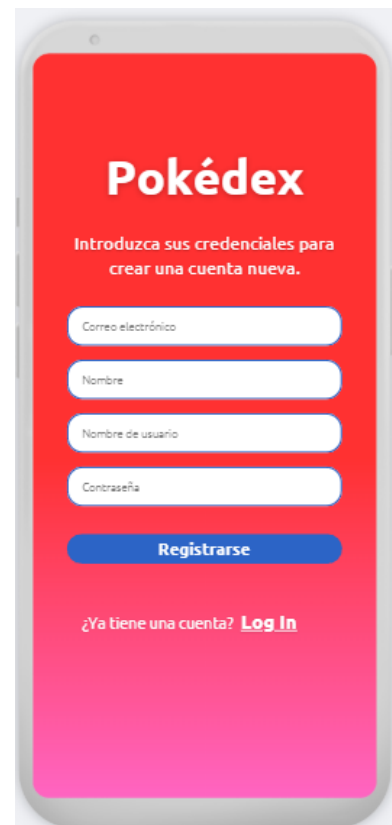 Pokédex
Introduzca sus credenciales para
crear una cuenta nueva.
Correo electrónico
Nombre
Nombre de usuario
Contraseña
Registrarse
¿Ya tiene una cuenta? Log In